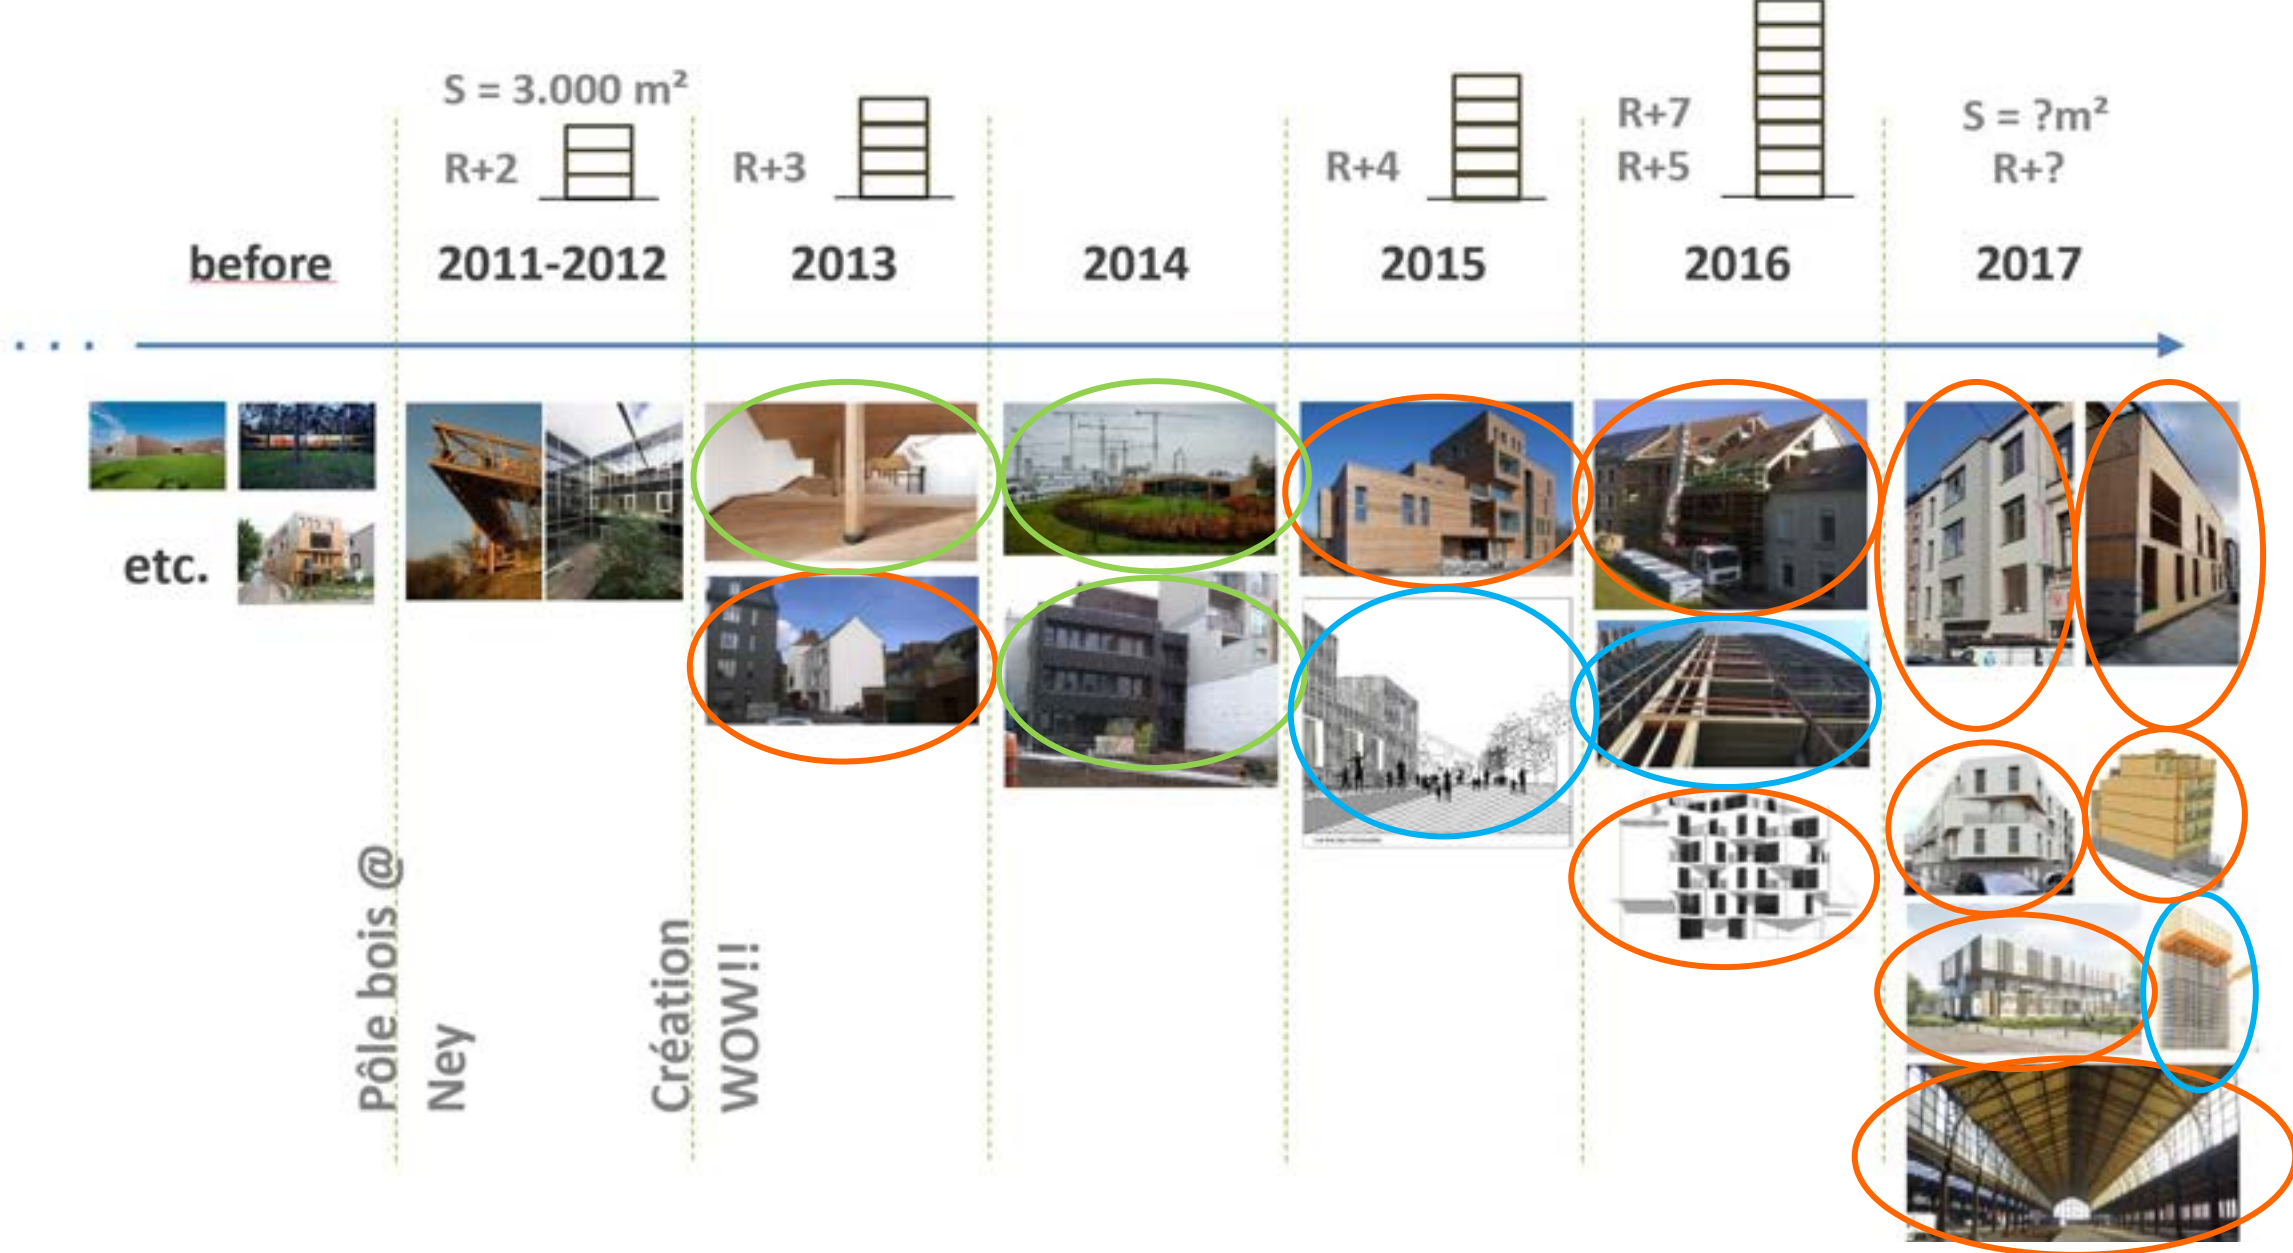 S = 3.000 m²
R+2
R+3
R+4
R+7
R+5
S = ?m²
R+?
before
2011-2012
2013
2014
2015
2016
2017
. . .
etc.
Pôle bois @
Ney
Création
WOW!!